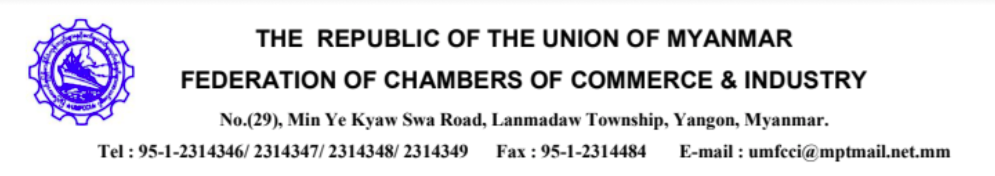 THE REPUBLIC OF THE UNION OF MYANMAR
FEDERATION OF CHAMBERS OF COMMERCE & INDUSTRY
No.(29), Min Ye Kyaw Swa Road, Lanmadaw Township, Yangon, Myanmar.
Tel : 95-1-2314346/ 2314347/ 2314348/ 2314349 Fax : 95-1-2314484 E-mail : umfcci@mptmail.net.mm